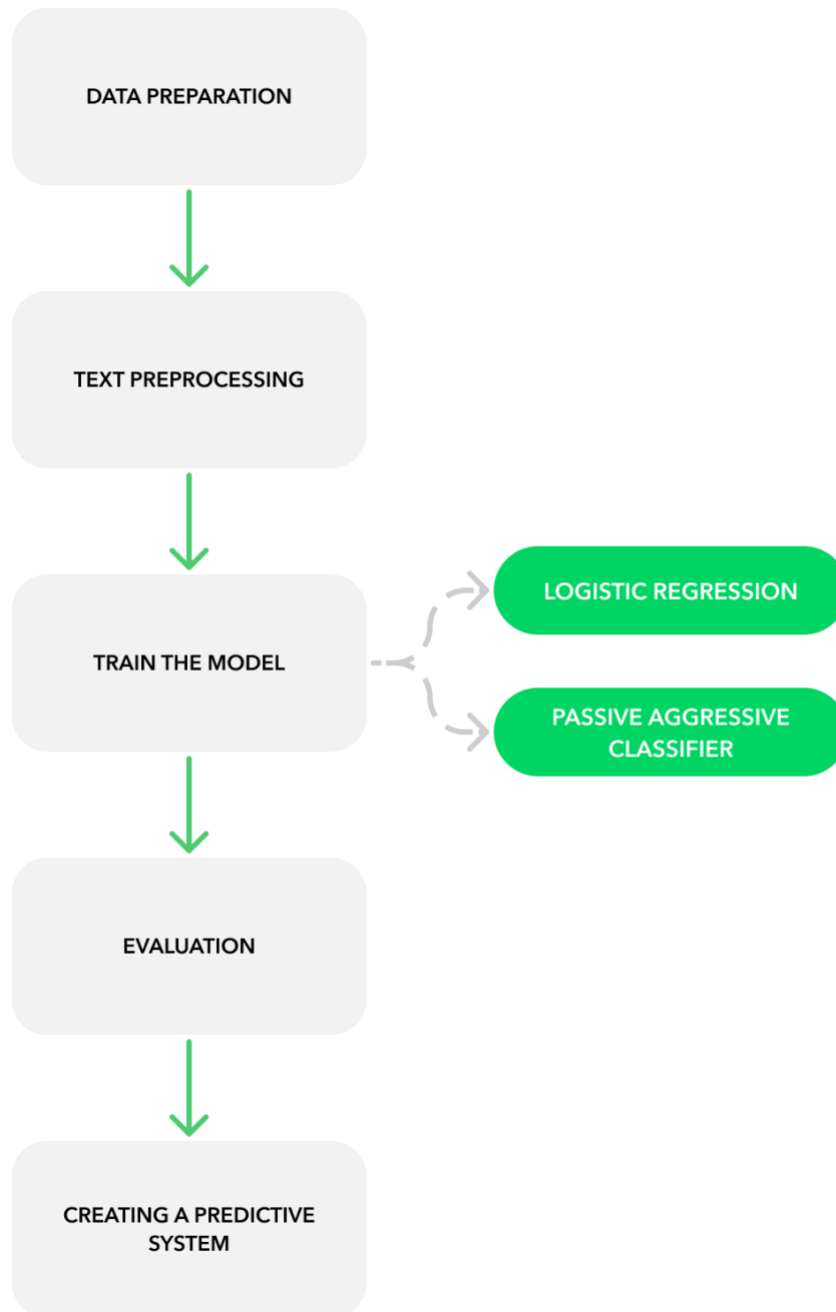 DATA PREPARATION
TEXT PREPROCESSING
TRAIN THE MODEL
LOGISTIC REGRESSION
PASSIVE AGGRESSIVE
CLASSIFIER
EVALUATION
CREATING A PREDICTIVE
SYSTEM